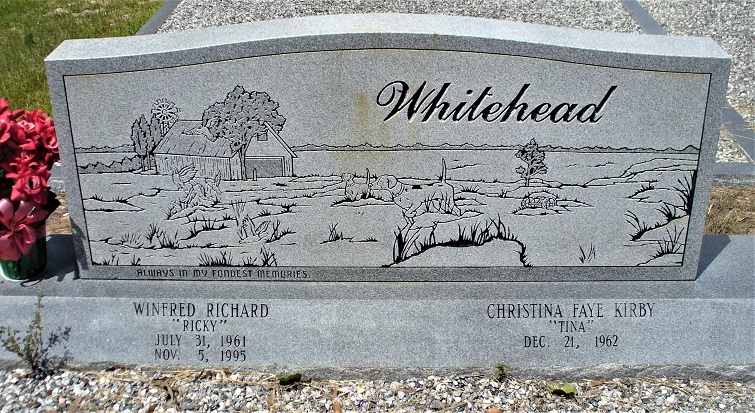 Whitehead
ALWAYS IN MY FONDEST MEMORIES.
WINFRED RICHARD
"RICKY"
JULY 31, 1961
NOV. 5, 1995
CHRISTINA FAYE KIRBY
"TINA"
DEC. 21, 1962